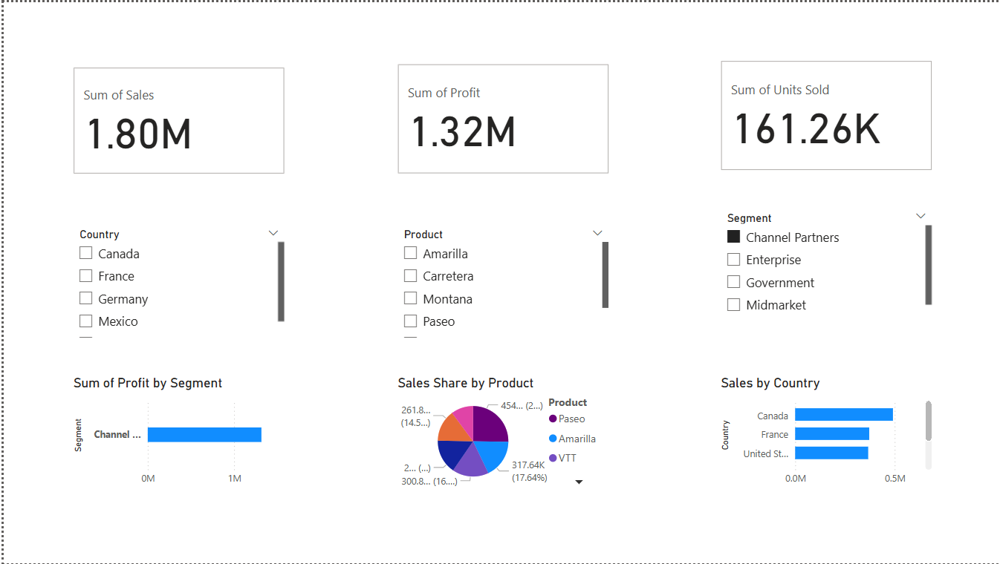 Sum of Sales
1.80M
Sum of Profit
1.32M
Sum of Units Sold
161.26K
Country
Canada
France
Germany
Mexico
Product
Amarilla
Carretera
Montana
Paseo
Segment
Channel Partners
Enterprise
Government
Midmarket
Sum of Profit by Segment
Segment
Channel ...
0M 1M
Sales Share by Product
454... (2...)
317.64K
(17.64%)
300.8... (16....)
2... (...)
261.8...
(14.5...)
Product
Paseo
Amarilla
VTT
Sales by Country
Country
Canada
France
United St...
0.0M 0.5M